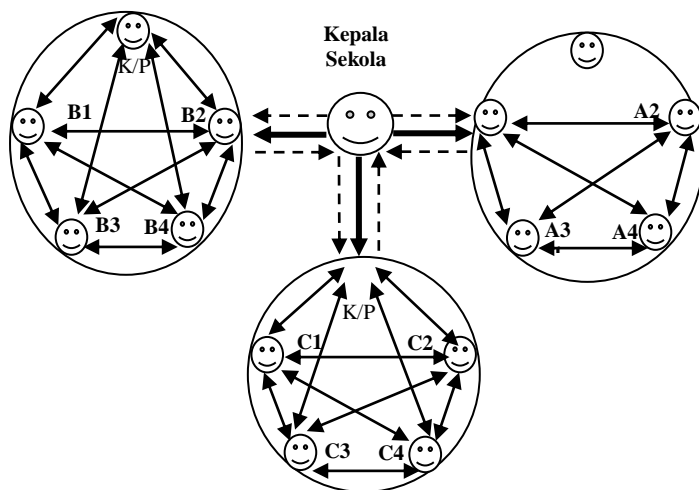 Kepala
Sekola
K/P
B1 B2
B3 B4
A2
A3 A4
K/P
C1 C2
C3 C4